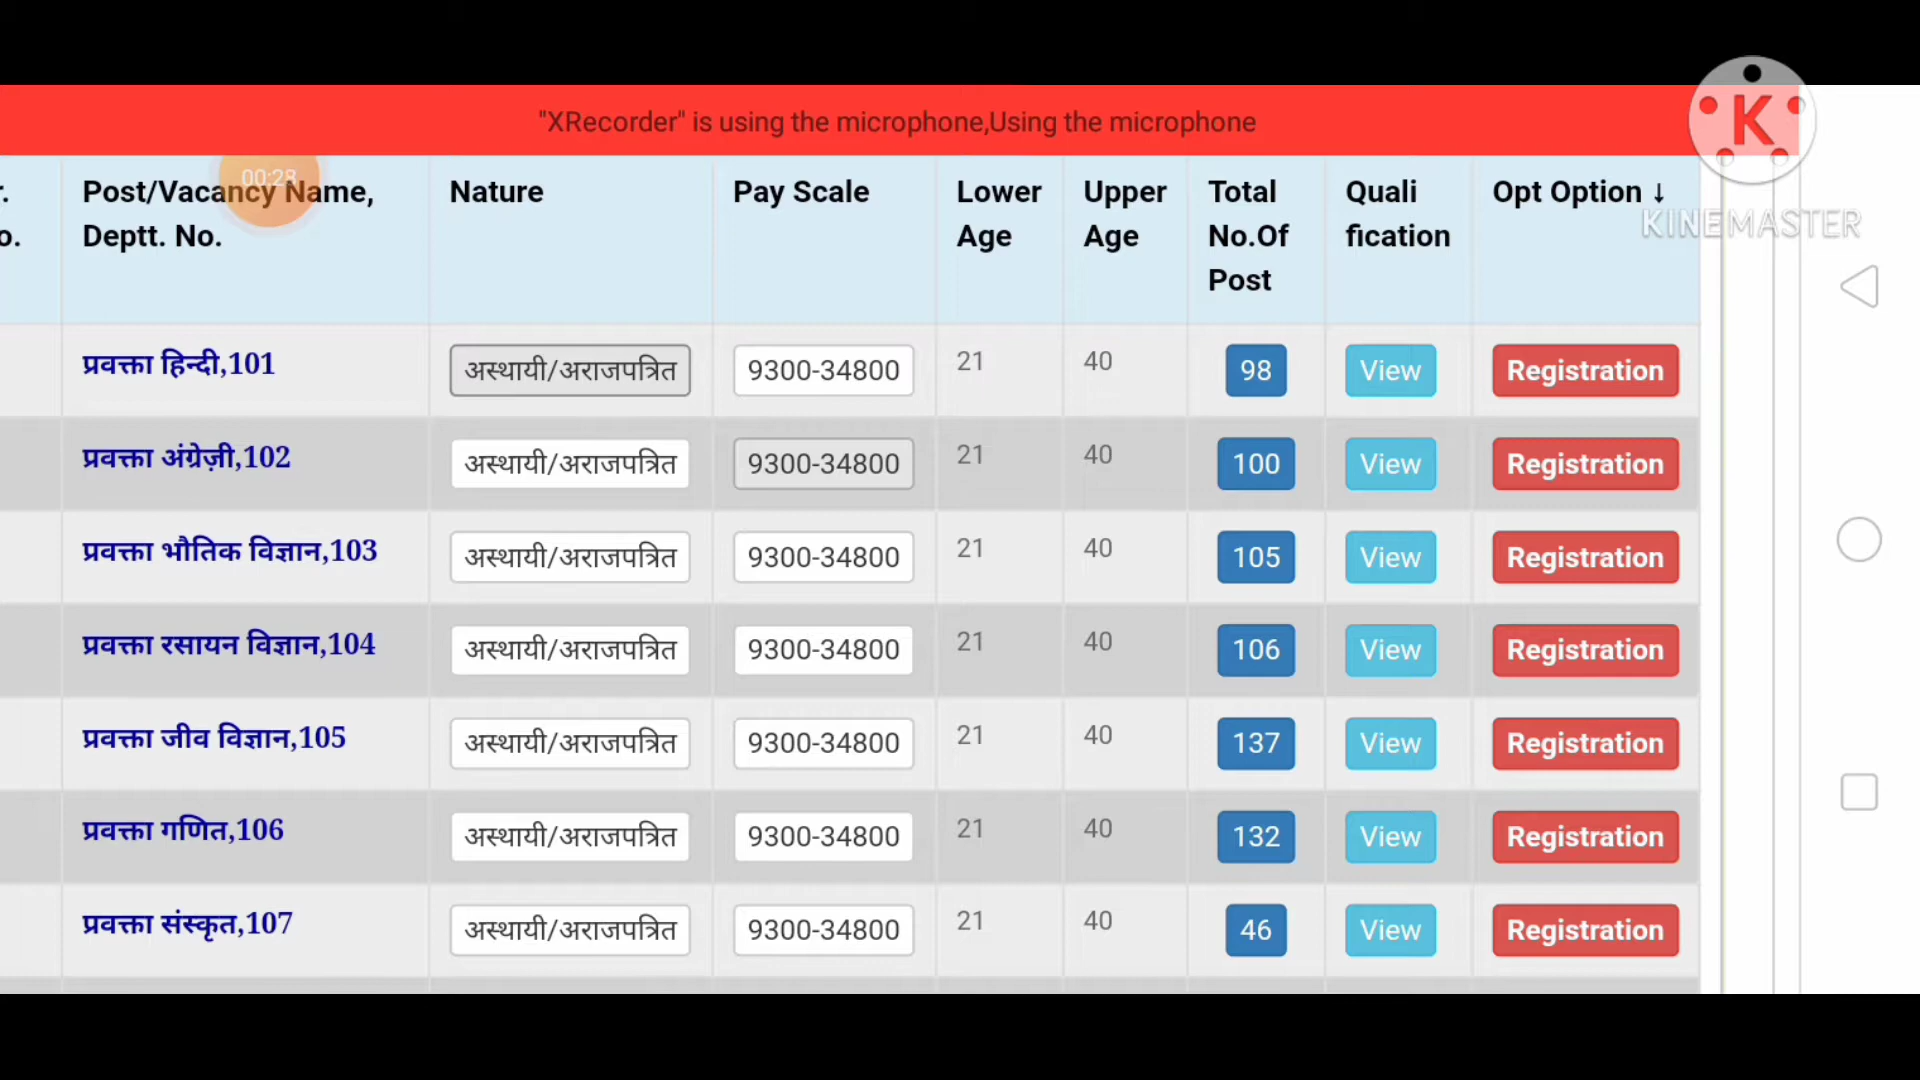 "XRecorder" is using the microphone,Using the microphone
K
KINEMASTER
00:28
r. Post/Vacancy Name, Nature Pay Scale Lower Upper Total Quali Opt Option ↓
o. Deptt. No. Age Age No.Of fication
Post
प्रवक्ता हिन्दी,101 अस्थायी/अराजपत्रित 9300-34800 21 40 98 View Registration
प्रवक्ता अंग्रेज़ी,102 अस्थायी/अराजपत्रित 9300-34800 21 40 100 View Registration
प्रवक्ता भौतिक विज्ञान,103 अस्थायी/अराजपत्रित 9300-34800 21 40 105 View Registration
प्रवक्ता रसायन विज्ञान,104 अस्थायी/अराजपत्रित 9300-34800 21 40 106 View Registration
प्रवक्ता जीव विज्ञान,105 अस्थायी/अराजपत्रित 9300-34800 21 40 137 View Registration
प्रवक्ता गणित,106 अस्थायी/अराजपत्रित 9300-34800 21 40 132 View Registration
प्रवक्ता संस्कृत,107 अस्थायी/अराजपत्रित 9300-34800 21 40 46 View Registration